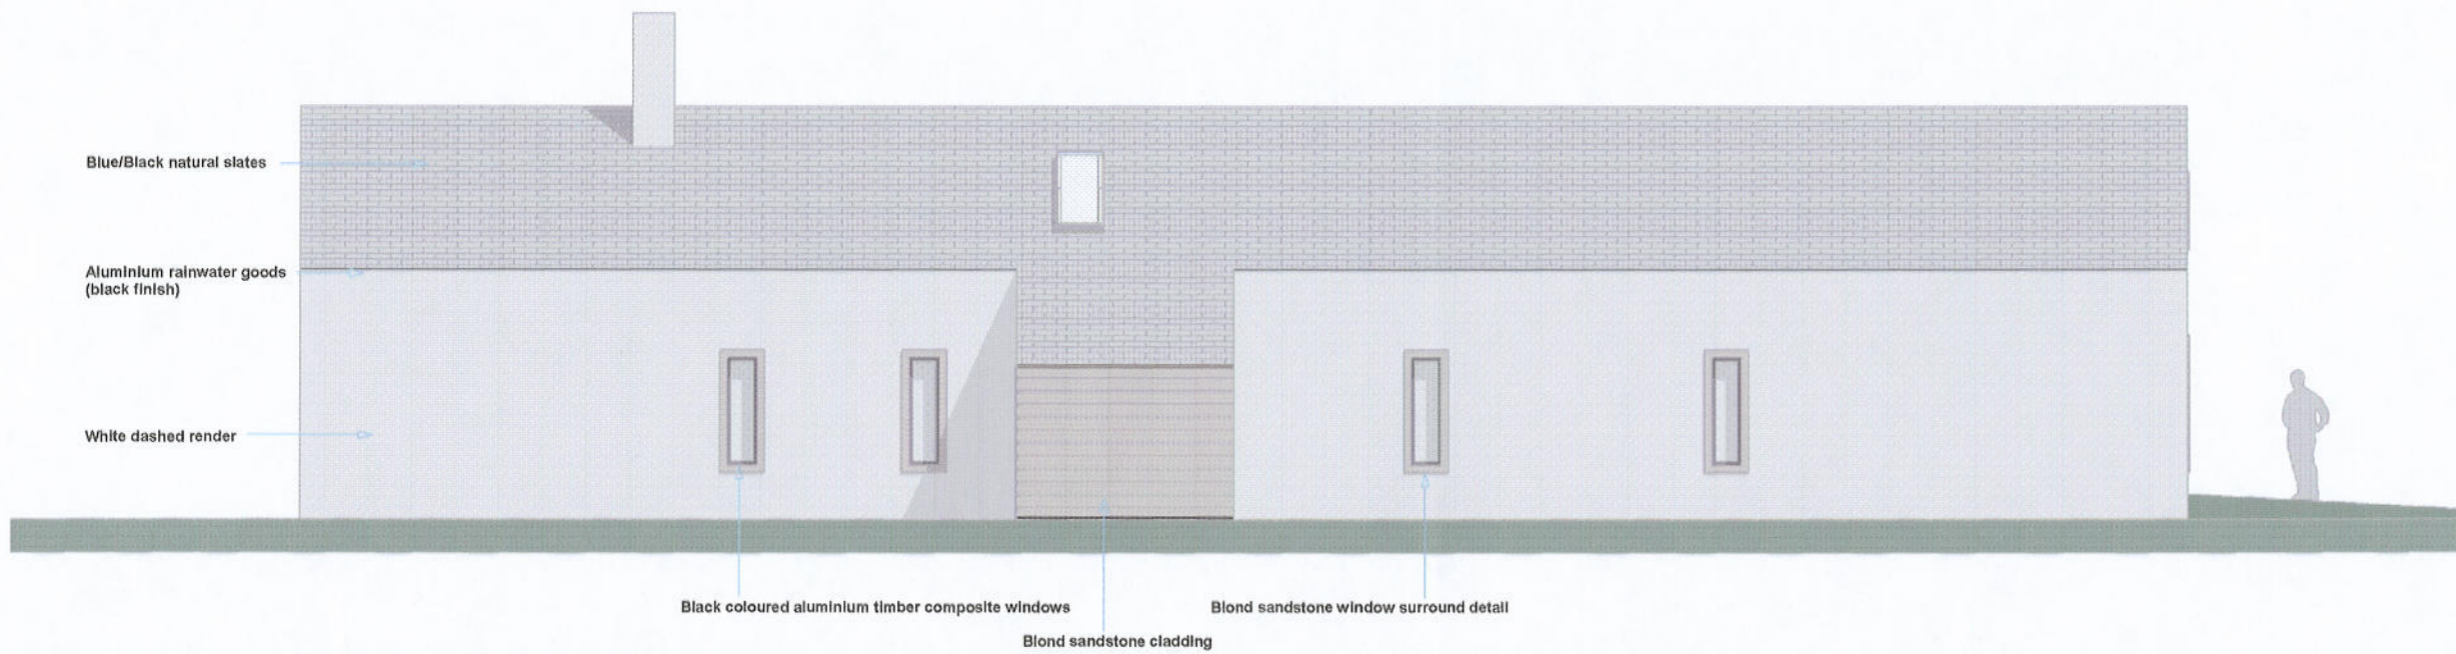 Blue/Black natural slates
Aluminium rainwater goods
(black finish)
White dashed render
Black coloured aluminium timber composite windows
Blond sandstone window surround detail
Blond sandstone cladding